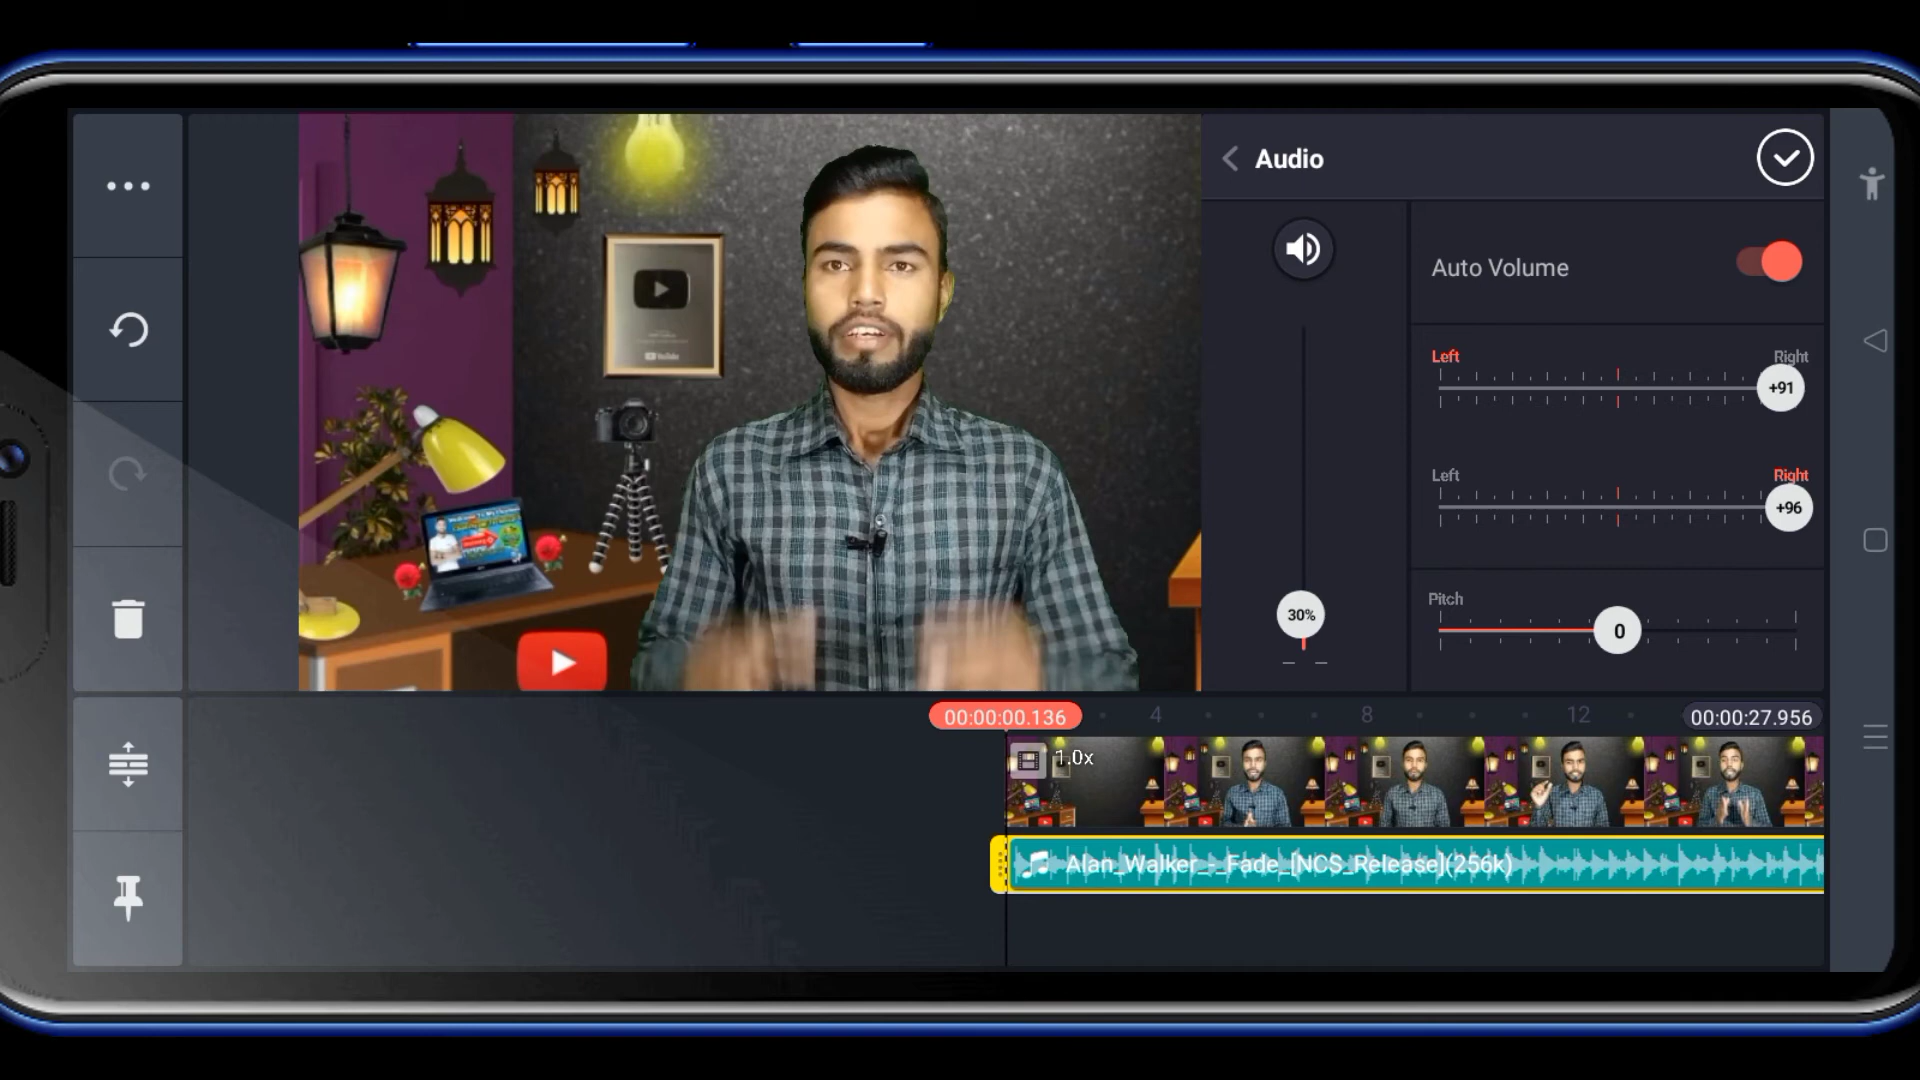 Audio
Auto Volume
Left
Right
+91
Left
Right
+96
30%
Pitch
0
00:00:00.136
4
8
12
00:00:27.956
1.0x
Alan_Walker_-_Fade_[NCS_Release](256k)
YouTube